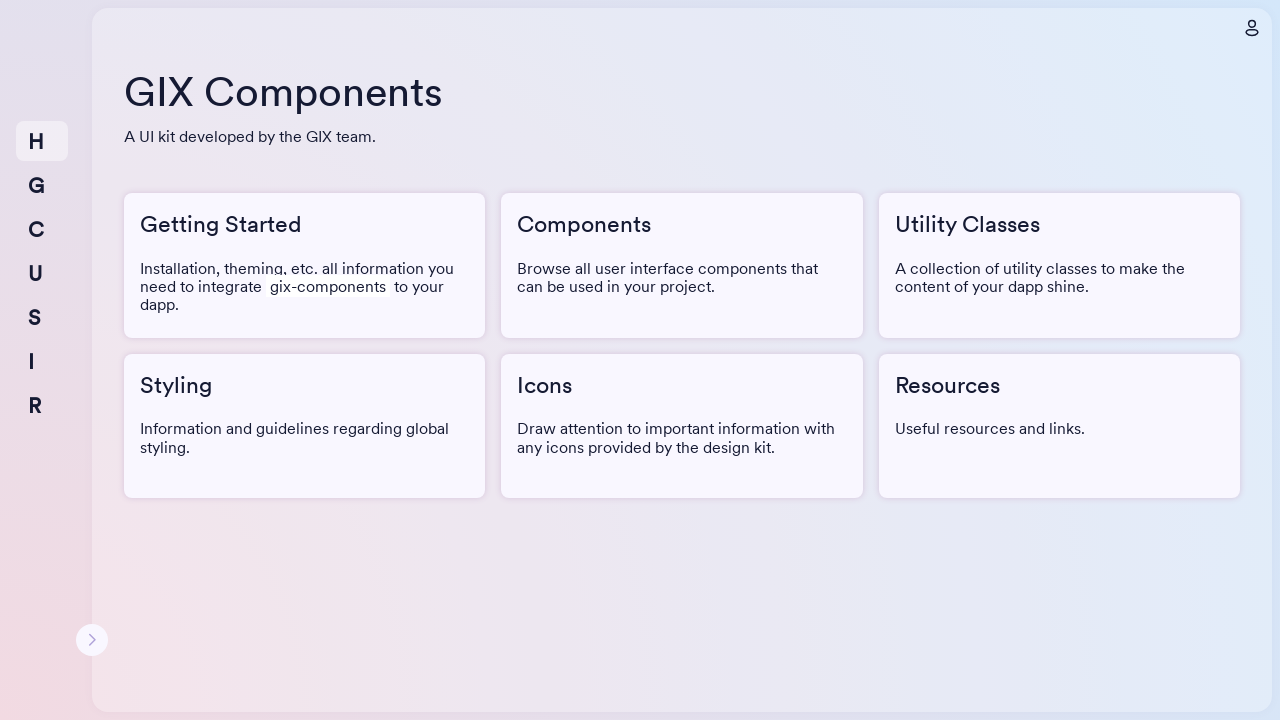 GIX Components
A UI kit developed by the GIX team.
H
G
C
U
S
I
R
Getting Started
Installation, theming, etc. all information you
need to integrate gix-components to your
dapp.
Components
Browse all user interface components that
can be used in your project.
Utility Classes
A collection of utility classes to make the
content of your dapp shine.
Styling
Information and guidelines regarding global
styling.
Icons
Draw attention to important information with
any icons provided by the design kit.
Resources
Useful resources and links.